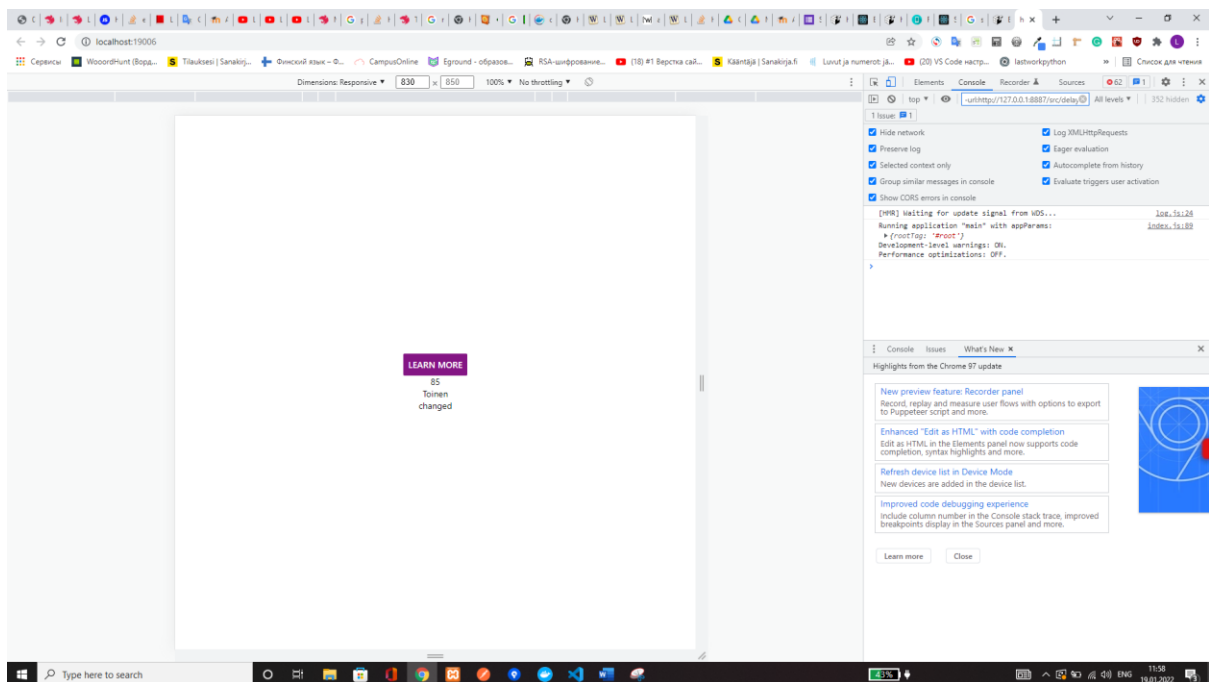 localhost:19006
Сервисы
WooordHunt (Ворд...
Tilauksesi | Sanakirj...
Финский язык – Ф...
CampusOnline
Eground - образов...
RSA-шифрование...
(18) #1 Верстка сай...
Kääntäjä | Sanakirja.fi
Luvut ja numerot: jä...
(20) VS Code настр...
lastworkpython
»
Список для чтения
Dimensions: Responsive ▼ 830 x 850 100% ▼ No throttling ▼
LEARN MORE
85
Toinen
changed
Elements Console Recorder Sources 62 1
top ▼ -url:http://127.0.0.1:8887/src/delay All levels ▼ 352 hidden
1 Issue: 1
Hide network
Log XMLHttpRequests
Preserve log
Eager evaluation
Selected context only
Autocomplete from history
Group similar messages in console
Evaluate triggers user activation
Show CORS errors in console
[HMR] Waiting for update signal from WDS... log.js:24
Running application "main" with appParams: index.js:89
▶{rootTag: '#root'}
Development-level warnings: ON.
Performance optimizations: OFF.
Console Issues What's New ×
Highlights from the Chrome 97 update
New preview feature: Recorder panel
Record, replay and measure user flows with options to export
to Puppeteer script and more.
Enhanced "Edit as HTML" with code completion
Edit as HTML in the Elements panel now supports code
completion, syntax highlights and more.
Refresh device list in Device Mode
New devices are added in the device list.
Improved code debugging experience
Include column number in the Console stack trace, improved
breakpoints display in the Sources panel and more.
Learn more
Close
Type here to search
43%
ENG
11:58
19.01.2022